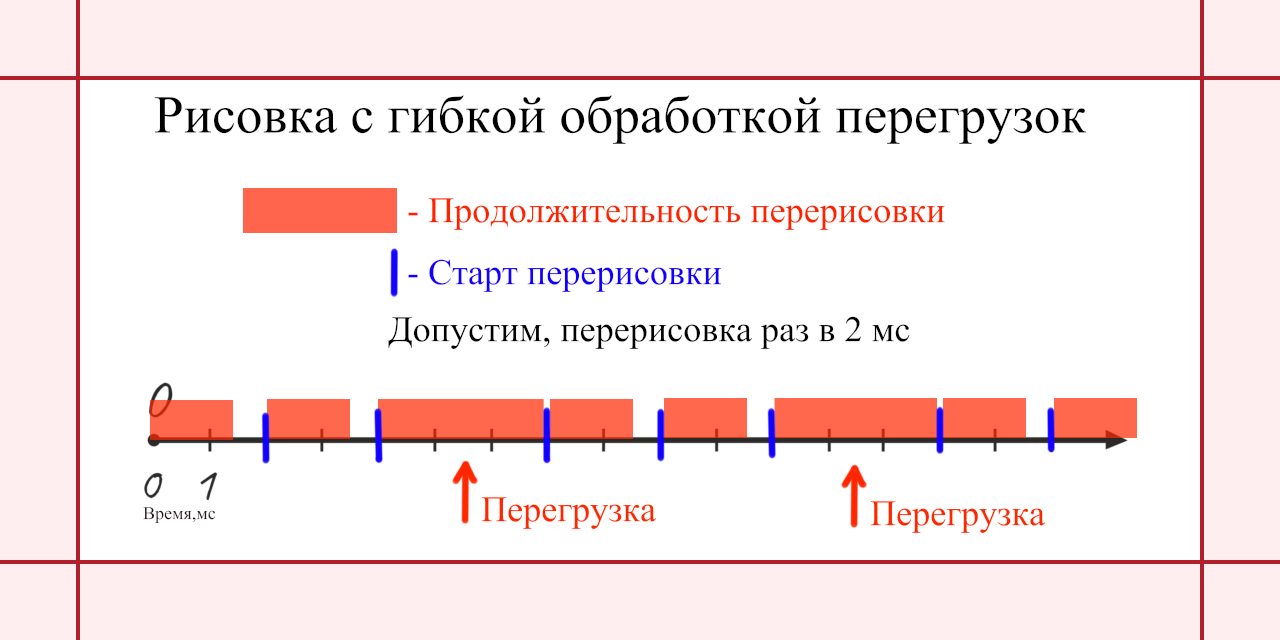 Рисовка с гибкой обработкой перегрузок
- Продолжительность перерисовки
- Старт перерисовки
Допустим, перерисовка раз в 2 мс
0
0 1
Время,мс
Перегрузка
Перегрузка